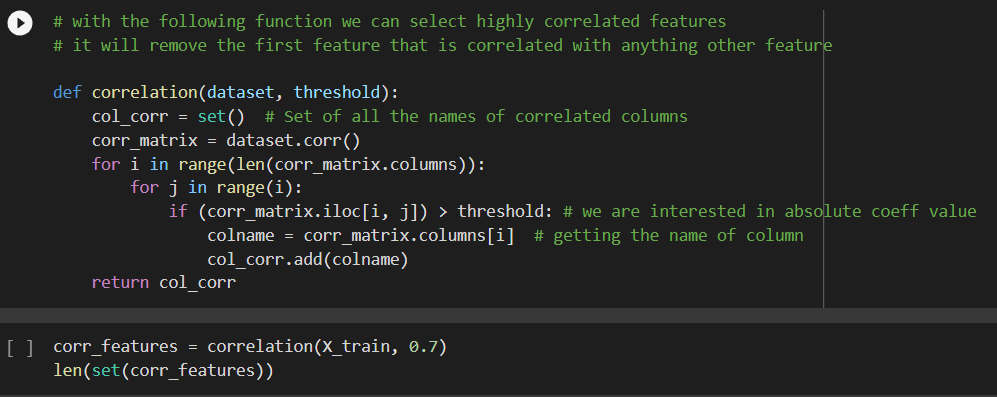 # with the following function we can select highly correlated features
# it will remove the first feature that is correlated with anything other feature
def correlation(dataset, threshold):
    col_corr = set()  # Set of all the names of correlated columns
    corr_matrix = dataset.corr()
    for i in range(len(corr_matrix.columns)):
        for j in range(i):
            if (corr_matrix.iloc[i, j]) > threshold: # we are interested in absolute coeff value
                colname = corr_matrix.columns[i]  # getting the name of column
                col_corr.add(colname)
    return col_corr
[ ] corr_features = correlation(X_train, 0.7)
len(set(corr_features))